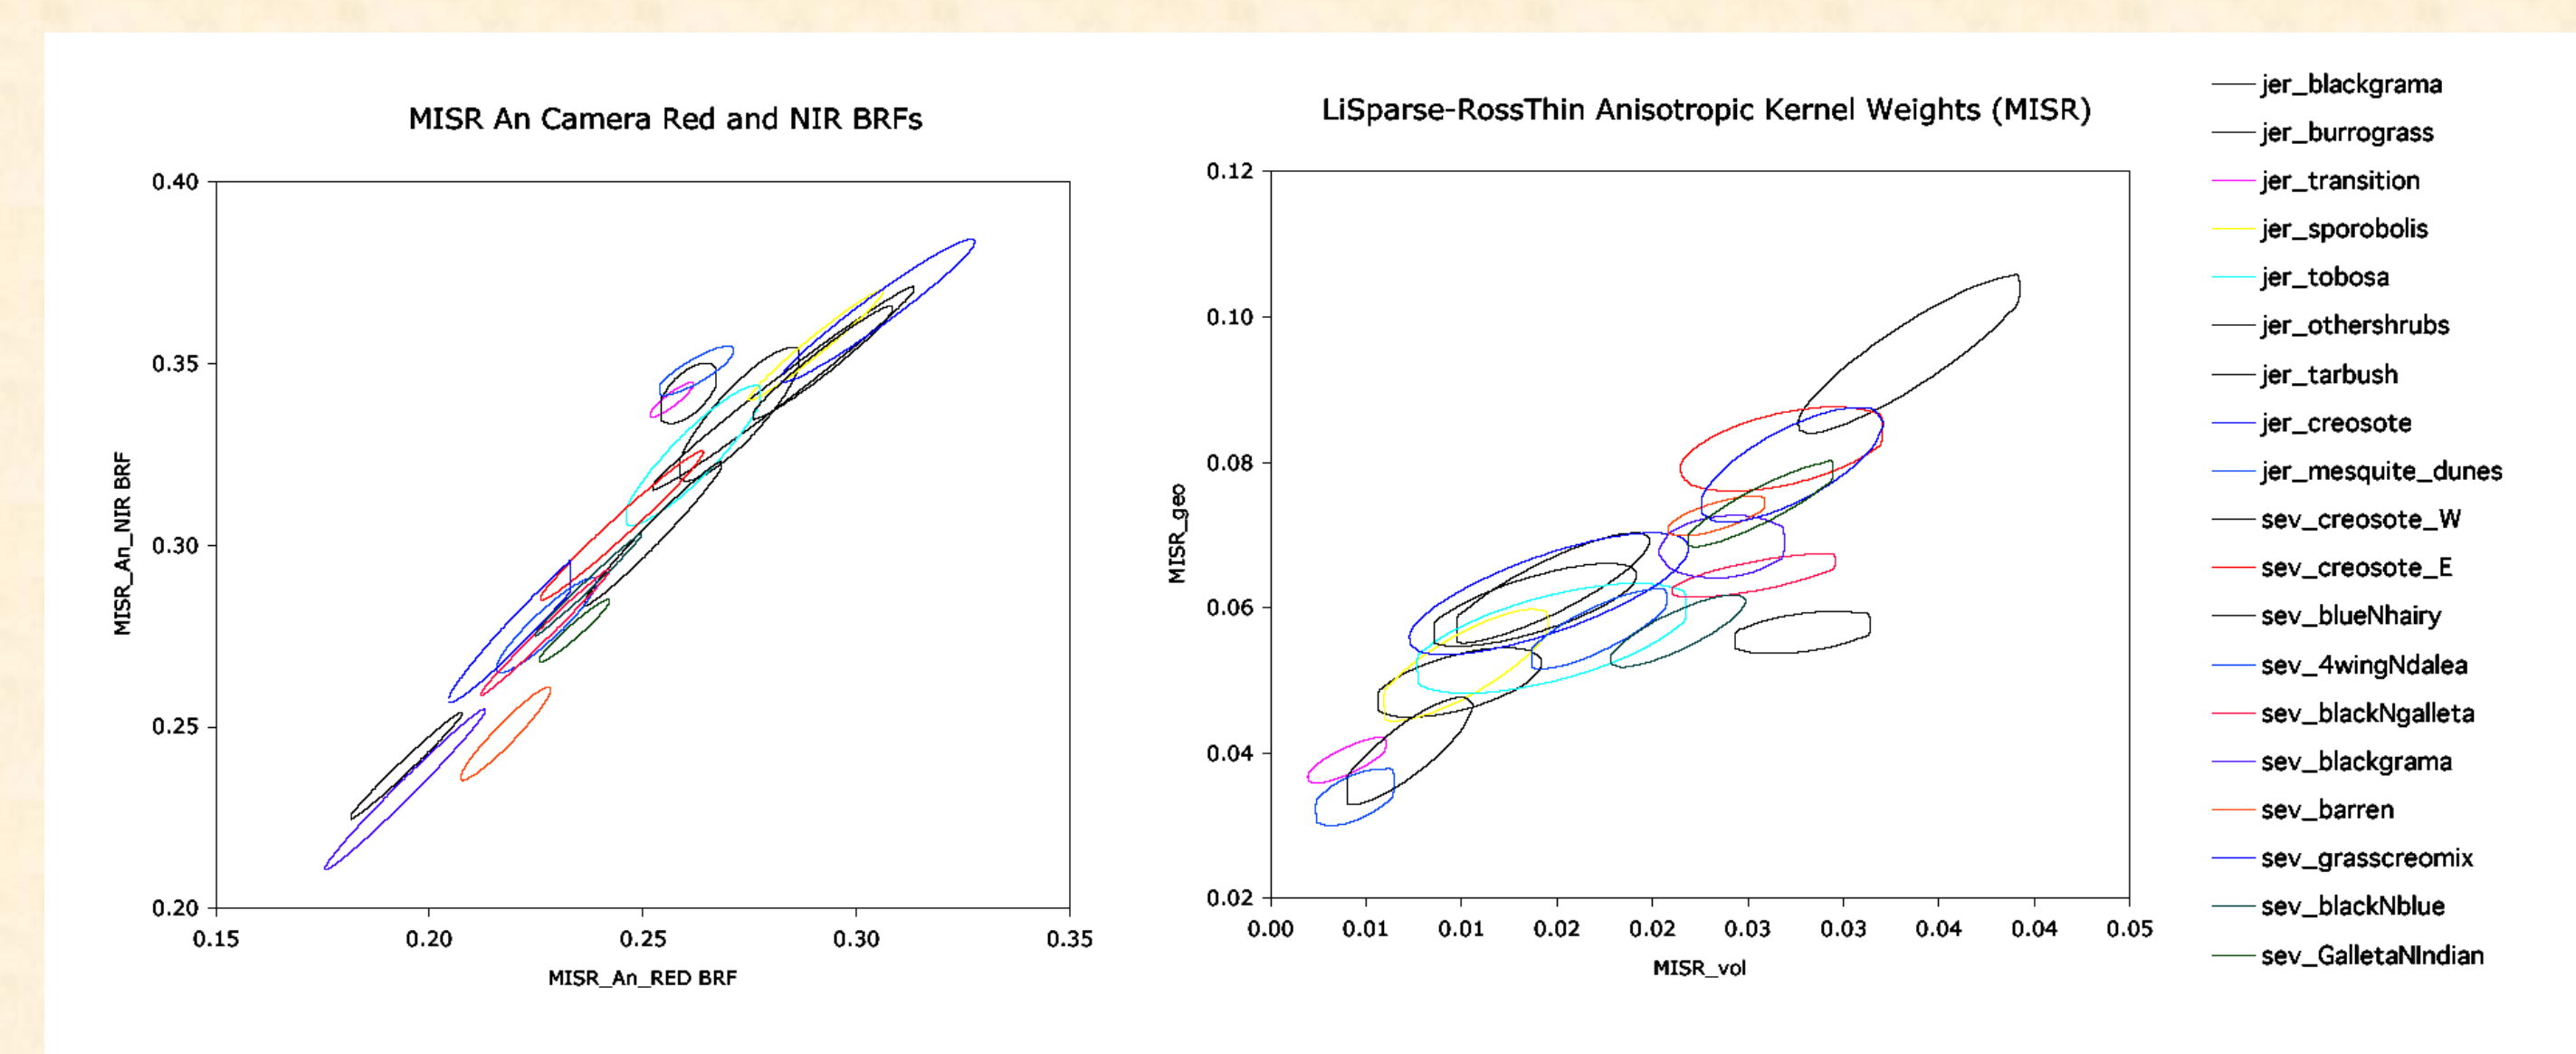 MISR An Camera Red and NIR BRFs
0.40
0.35
0.30
0.25
0.20
MISR_An_NIR BRF
0.15 0.20 0.25 0.30 0.35
MISR_An_RED BRF
LiSparse-RossThin Anisotropic Kernel Weights (MISR)
0.12
0.10
0.08
0.06
0.04
0.02
MISR_geo
0.00 0.01 0.01 0.02 0.02 0.03 0.03 0.04 0.04 0.05
MISR_vol
jer_blackgrama
jer_burrograss
jer_transition
jer_sporobolis
jer_tobosa
jer_othershrubs
jer_tarbush
jer_creosote
jer_mesquite_dunes
sev_creosote_W
sev_creosote_E
sev_blueNhairy
sev_4wingNdalea
sev_blackNgalleta
sev_blackgrama
sev_barren
sev_grasscreomix
sev_blackNblue
sev_GalletaNIndian